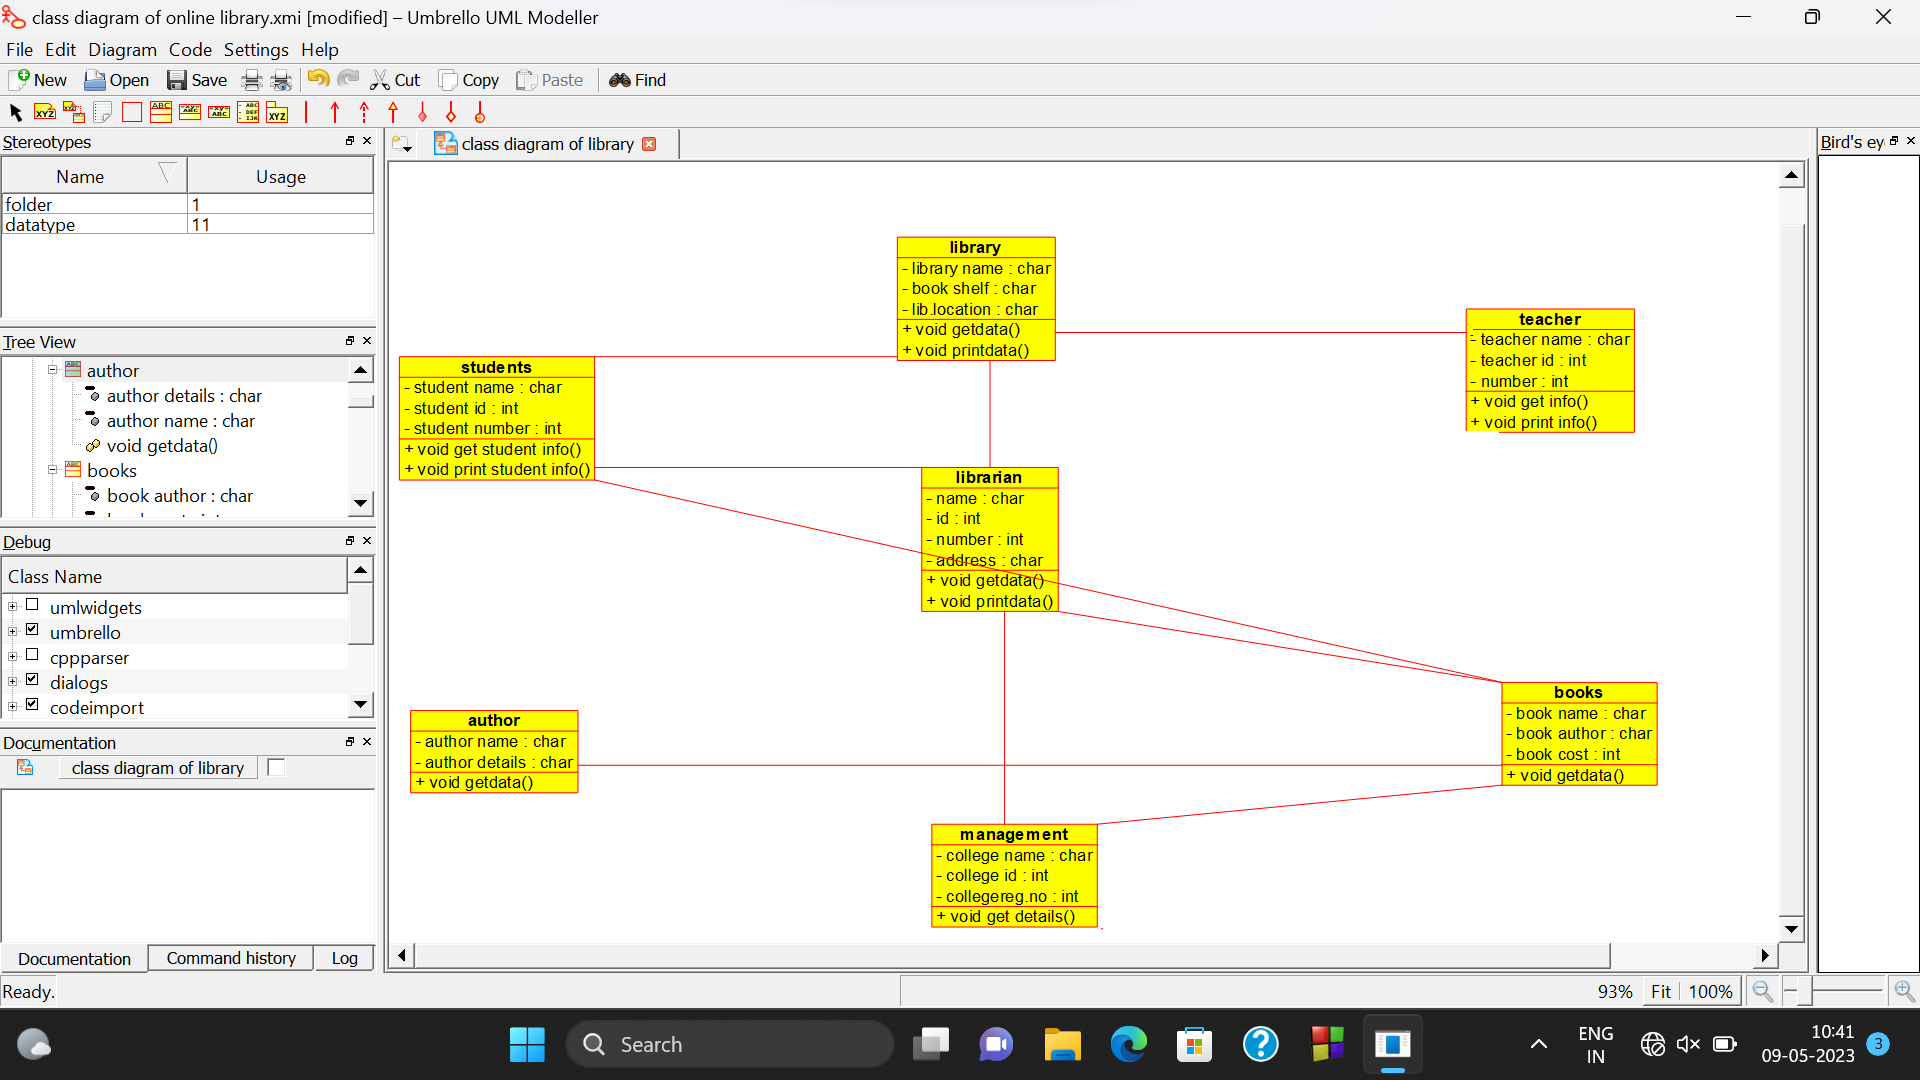 class diagram of online library.xmi [modified] – Umbrello UML Modeller
File Edit Diagram Code Settings Help
New Open Save Cut Copy Paste Find
Stereotypes
Name Usage
folder 1
datatype 11
Tree View
author
author details : char
author name : char
void getdata()
books
book author : char
Debug
Class Name
umlwidgets
umbrello
cppparser
dialogs
codeimport
Documentation
class diagram of library
Documentation Command history Log
Ready.
class diagram of library
library
- library name : char
- book shelf : char
- lib.location : char
+ void getdata()
+ void printdata()
teacher
- teacher name : char
- teacher id : int
- number : int
+ void get info()
+ void print info()
students
- student name : char
- student id : int
- student number : int
+ void get student info()
+ void print student info()
librarian
- name : char
- id : int
- number : int
- address : char
+ void getdata()
+ void printdata()
books
- book name : char
- book author : char
- book cost : int
+ void getdata()
author
- author name : char
- author details : char
+ void getdata()
management
- college name : char
- college id : int
- collegereg.no : int
+ void get details()
Bird's ey
93% Fit 100%
Search
ENG
IN
10:41
09-05-2023
3